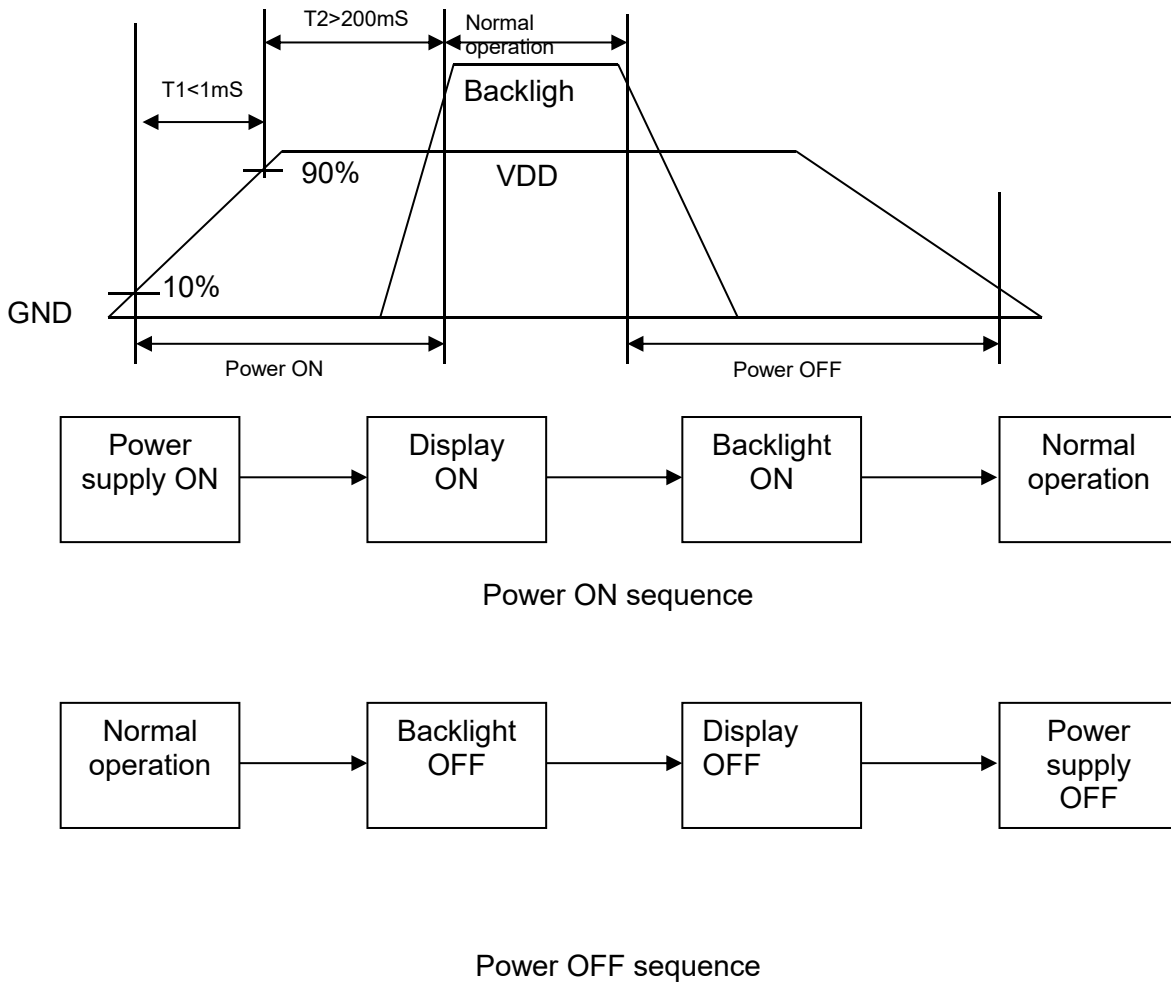 T2>200mS
Normal
operation
T1<1mS
Backligh
90%
VDD
10%
GND
Power ON
Power OFF
Power
supply ON
Display
ON
Backlight
ON
Normal
operation
Power ON sequence
Normal
operation
Backlight
OFF
Display
OFF
Power
supply
OFF
Power OFF sequence